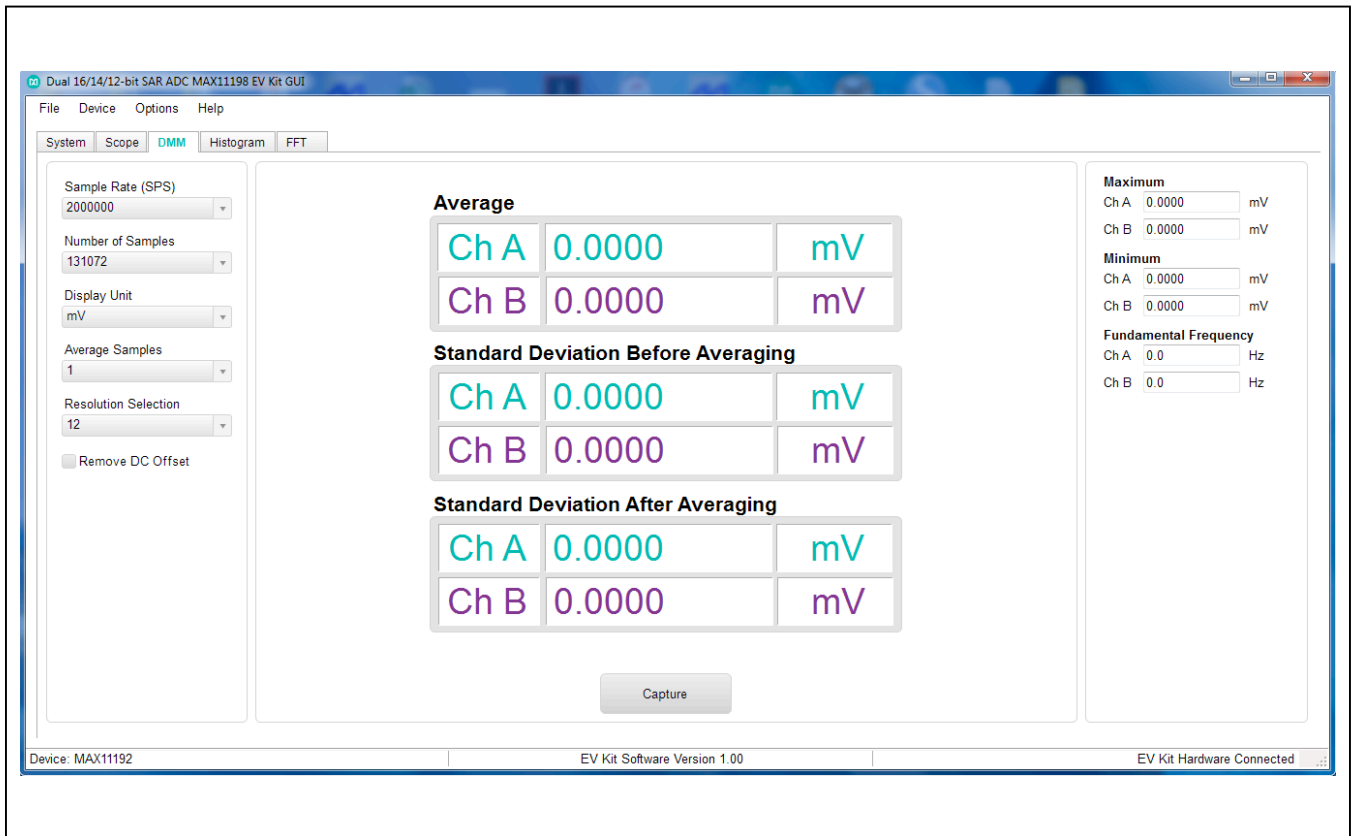 Dual 16/14/12-bit SAR ADC MAX11198 EV Kit GUI
File Device Options Help
System Scope DMM Histogram FFT
Sample Rate (SPS)
2000000
Number of Samples
131072
Display Unit
mV
Average Samples
1
Resolution Selection
12
Remove DC Offset
Average
Ch A 0.0000 mV
Ch B 0.0000 mV
Standard Deviation Before Averaging
Ch A 0.0000 mV
Ch B 0.0000 mV
Standard Deviation After Averaging
Ch A 0.0000 mV
Ch B 0.0000 mV
Capture
Maximum
Ch A 0.0000 mV
Ch B 0.0000 mV
Minimum
Ch A 0.0000 mV
Ch B 0.0000 mV
Fundamental Frequency
Ch A 0.0 Hz
Ch B 0.0 Hz
Device: MAX11192 EV Kit Software Version 1.00 EV Kit Hardware Connected